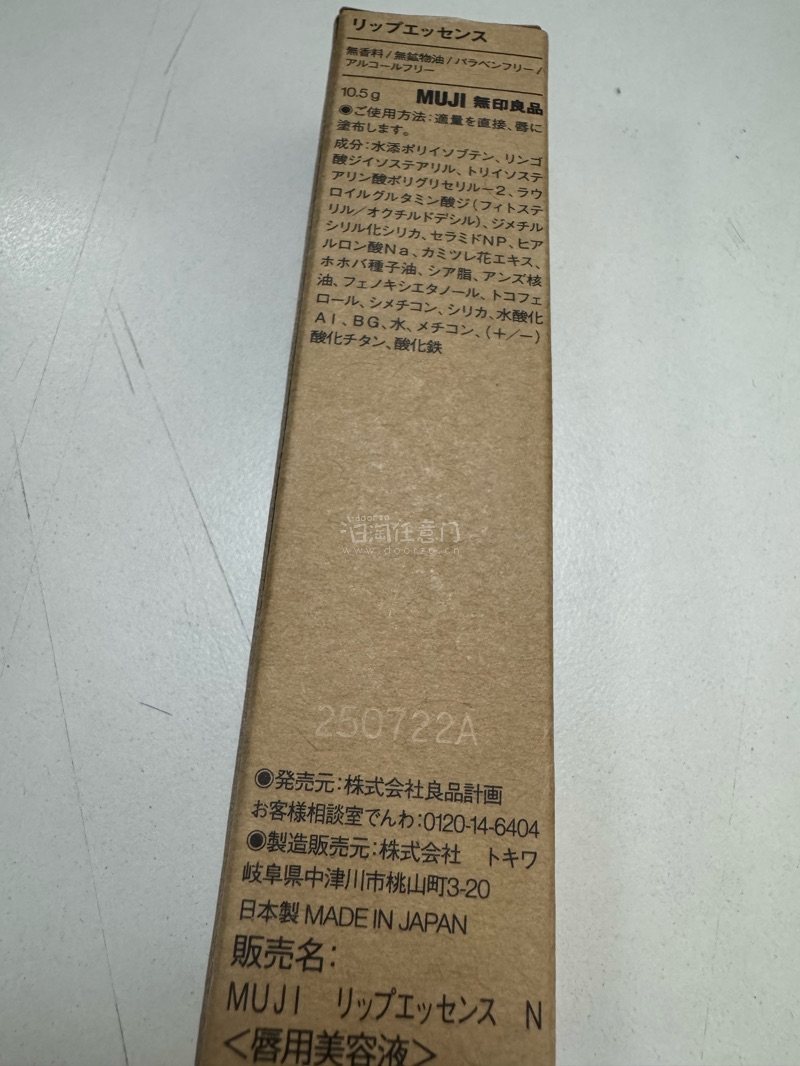 リップエッセンス
無香料/無鉱物油/パラベンフリー/
アルコールフリー
10.5g MUJI 無印良品
◉ご使用方法:適量を直接、唇に
塗布します。
成分:水添ポリイソブテン、リンゴ
酸ジイソステアリル、トリイソステ
アリン酸ポリグリセリル-2、ラウ
ロイルグルタミン酸ジ(フィトステ
リル/オクチルドデシル)、ジメチル
シリル化シリカ、セラミドNP、ヒア
ルロン酸Na、カミツレ花エキス、
ホホバ種子油、シア脂、アンズ核
油、フェノキシエタノール、トコフェ
ロール、シメチコン、シリカ、水酸化
Al、BG、水、メチコン、(+/-)
酸化チタン、酸化鉄
doorzo
泪淘任意门
www.doorzo.cn
250722A
◉発売元:株式会社良品計画
お客様相談室でんわ:0120-14-6404
◉製造販売元:株式会社 トキワ
岐阜県中津川市桃山町3-20
日本製 MADE IN JAPAN
販売名:
MUJI リップエッセンス N
<唇用美容液>